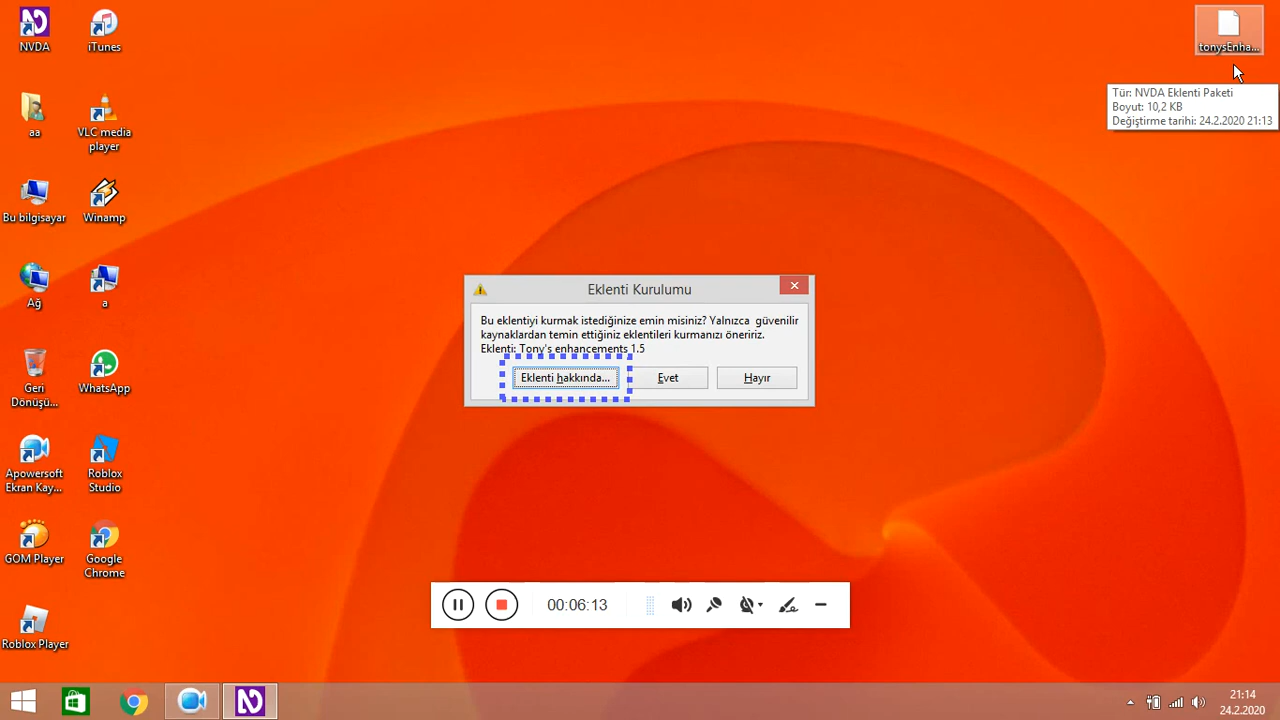 NVDA
iTunes
tonysEnha...
aa
VLC media
player
Tür: NVDA Eklenti Paketi
Boyut: 10,2 KB
Değiştirme tarihi: 24.2.2020 21:13
Bu bilgisayar
Winamp
Ağ
a
Eklenti Kurulumu
Bu eklentiyi kurmak istediğinize emin misiniz? Yalnızca  güvenilir
kaynaklardan temin ettiğiniz eklentileri kurmanızı öneririz.
Eklenti: Tony's enhancements 1.5
Eklenti hakkında...
Evet
Hayır
Geri
Dönüşü...
WhatsApp
Apowersoft
Ekran Kay...
Roblox
Studio
GOM Player
Google
Chrome
00:06:13
Roblox Player
21:14
24.2.2020